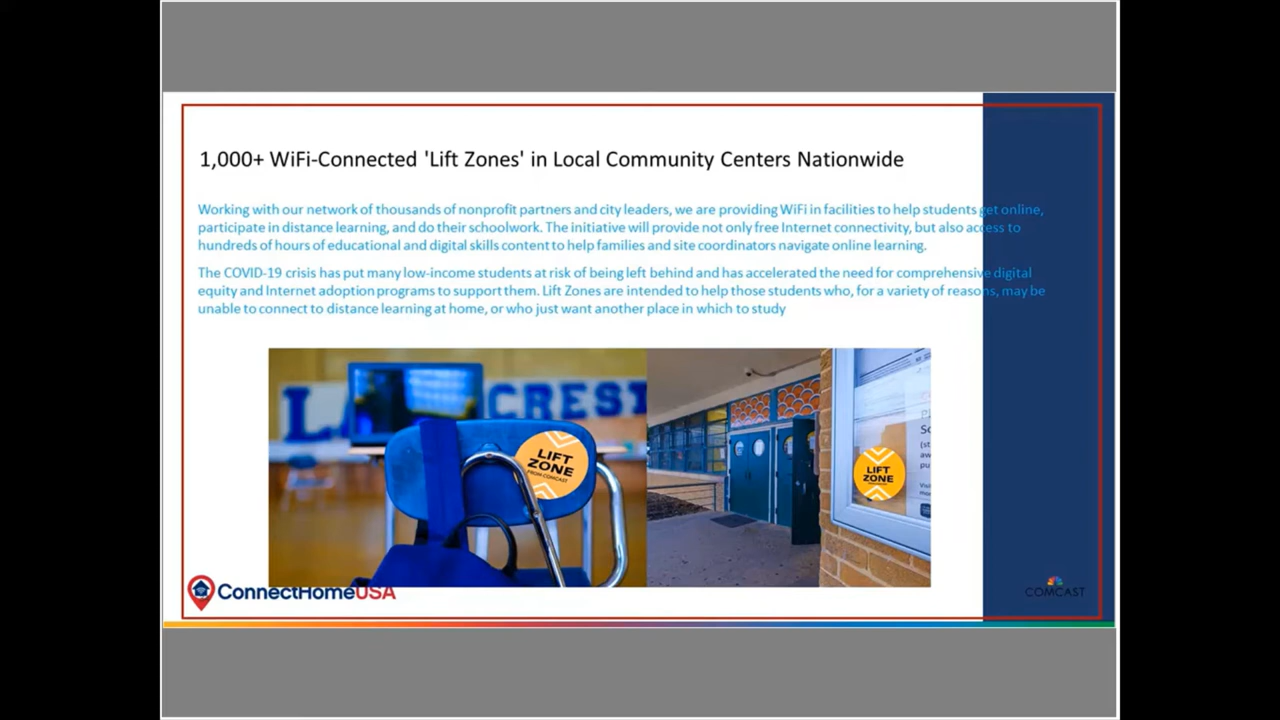 1,000+ WiFi-Connected 'Lift Zones' in Local Community Centers Nationwide
Working with our network of thousands of nonprofit partners and city leaders, we are providing WiFi in facilities to help students get online,
participate in distance learning, and do their schoolwork. The initiative will provide not only free Internet connectivity, but also access to
hundreds of hours of educational and digital skills content to help families and site coordinators navigate online learning.
The COVID-19 crisis has put many low-income students at risk of being left behind and has accelerated the need for comprehensive digital
equity and Internet adoption programs to support them. Lift Zones are intended to help those students who, for a variety of reasons, may be
unable to connect to distance learning at home, or who just want another place in which to study
CREST
LIFT
ZONE
FROM COMCAST
LIFT
ZONE
ConnectHomeUSA
COMCAST